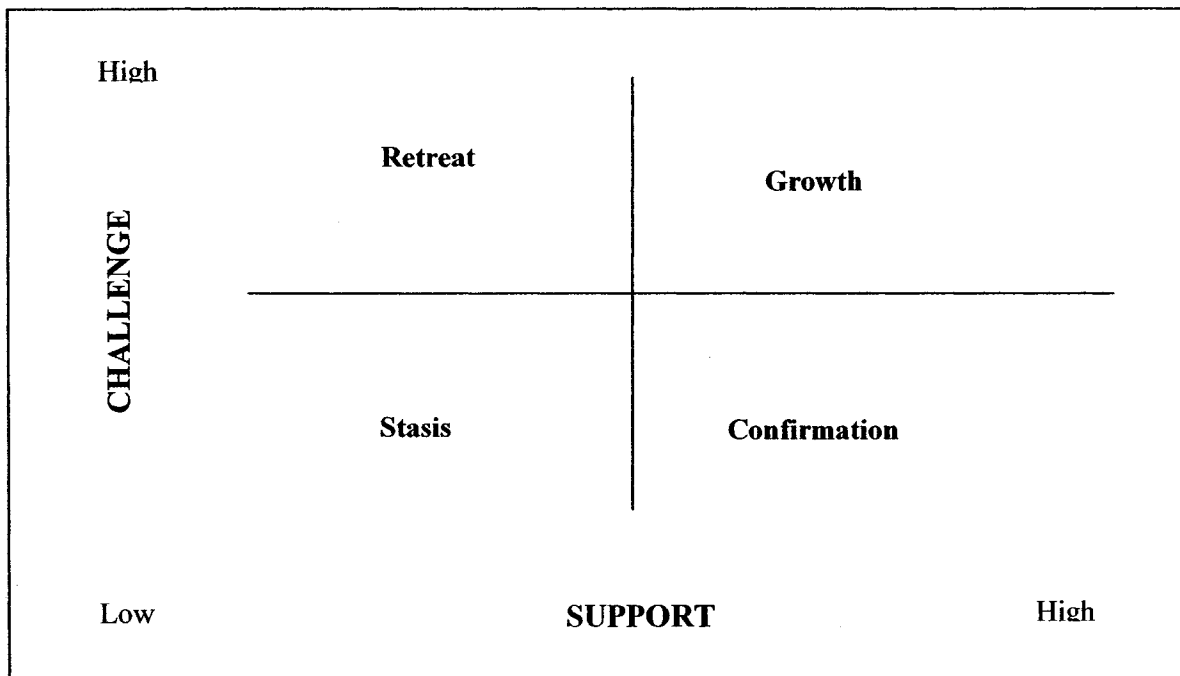 High
Retreat
Growth
CHALLENGE
Stasis
Confirmation
Low
SUPPORT
High